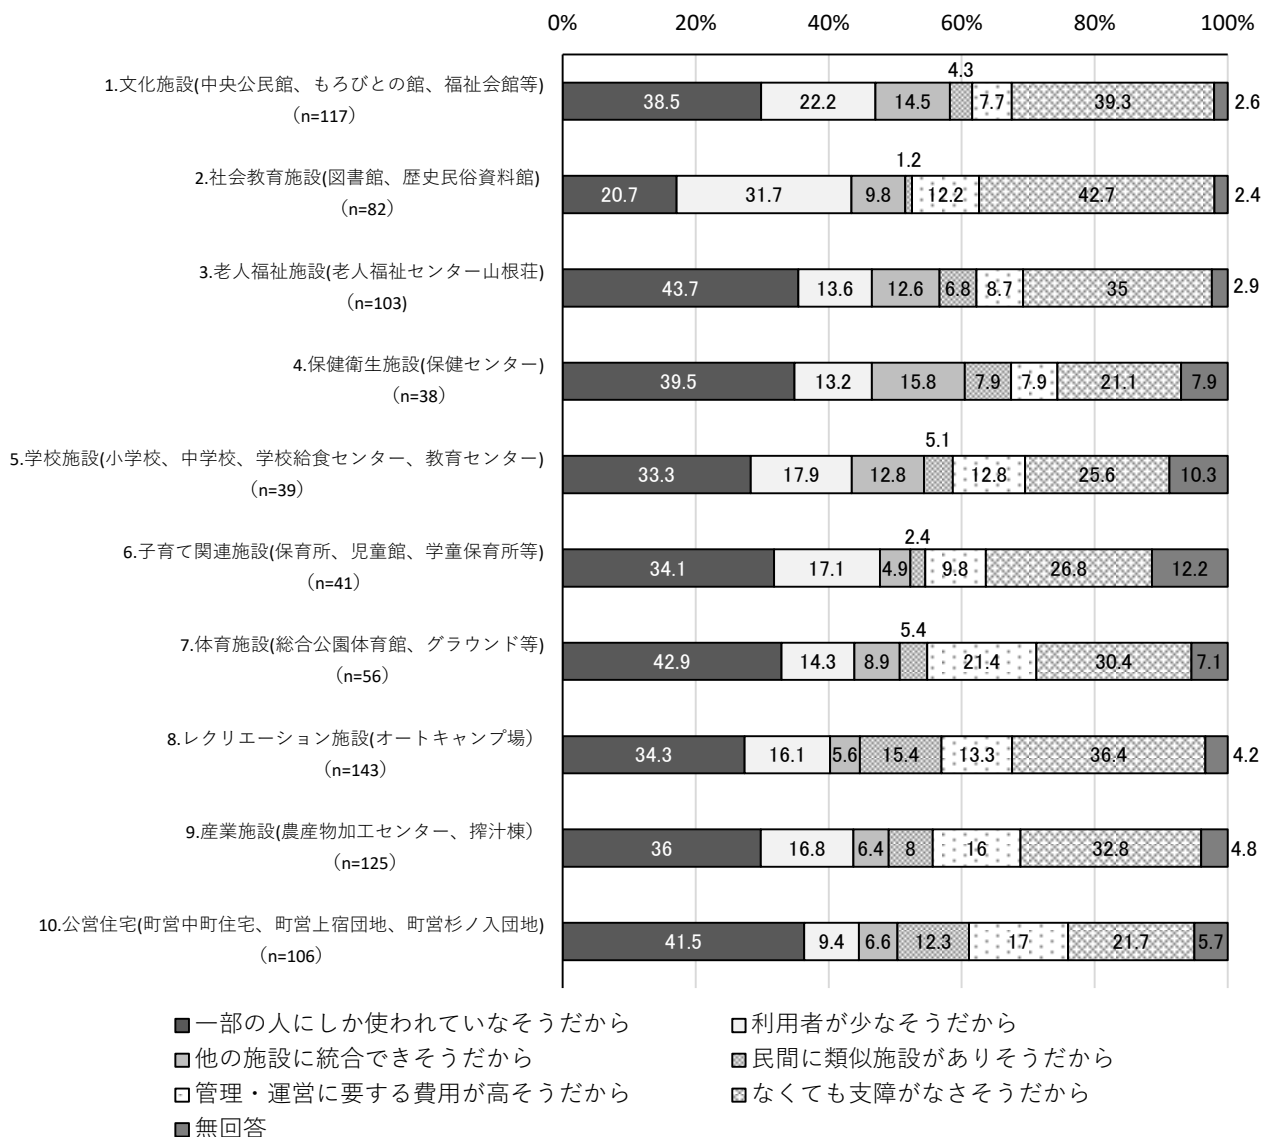 0% 20% 40% 60% 80% 100%
1.文化施設(中央公民館、もろびとの館、福祉会館等)
（n=117）
38.5 22.2 14.5 4.3 7.7 39.3 2.6
2.社会教育施設(図書館、歴史民俗資料館)
（n=82）
20.7 31.7 9.8 1.2 12.2 42.7 2.4
3.老人福祉施設(老人福祉センター山根荘)
（n=103)
43.7 13.6 12.6 6.8 8.7 35 2.9
4.保健衛生施設(保健センター)
（n=38）
39.5 13.2 15.8 7.9 7.9 21.1 7.9
5.学校施設(小学校、中学校、学校給食センター、教育センター)
（n=39）
33.3 17.9 12.8 5.1 12.8 25.6 10.3
6.子育て関連施設(保育所、児童館、学童保育所等)
（n=41）
34.1 17.1 4.9 2.4 9.8 26.8 12.2
7.体育施設(総合公園体育館、グラウンド等)
（n=56）
42.9 14.3 8.9 5.4 21.4 30.4 7.1
8.レクリエーション施設(オートキャンプ場）
（n=143）
34.3 16.1 5.6 15.4 13.3 36.4 4.2
9.産業施設(農産物加工センター、搾汁棟）
（n=125）
36 16.8 6.4 8 16 32.8 4.8
10.公営住宅(町営中町住宅、町営上宿団地、町営杉ノ入団地)
（n=106）
41.5 9.4 6.6 12.3 17 21.7 5.7
一部の人にしか使われていなそうだから 利用者が少なそうだから
他の施設に統合できそうだから 民間に類似施設がありそうだから
管理・運営に要する費用が高そうだから なくても支障がなさそうだから
無回答